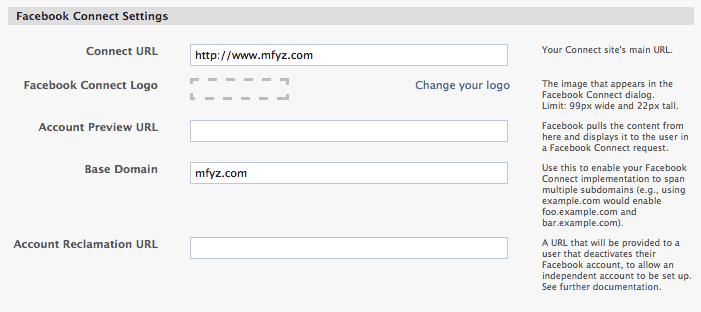 Facebook Connect Settings
Connect URL
http://www.mfyz.com
Your Connect site's main URL.
Facebook Connect Logo
Change your logo
The image that appears in the
Facebook Connect dialog.
Limit: 99px wide and 22px tall.
Account Preview URL
Facebook pulls the content from
here and displays it to the user in
a Facebook Connect request.
Base Domain
mfyz.com
Use this to enable your Facebook
Connect implementation to span
multiple subdomains (e.g., using
example.com would enable
foo.example.com and
bar.example.com).
Account Reclamation URL
A URL that will be provided to a
user that deactivates their
Facebook account, to allow an
independent account to be set up.
See further documentation.